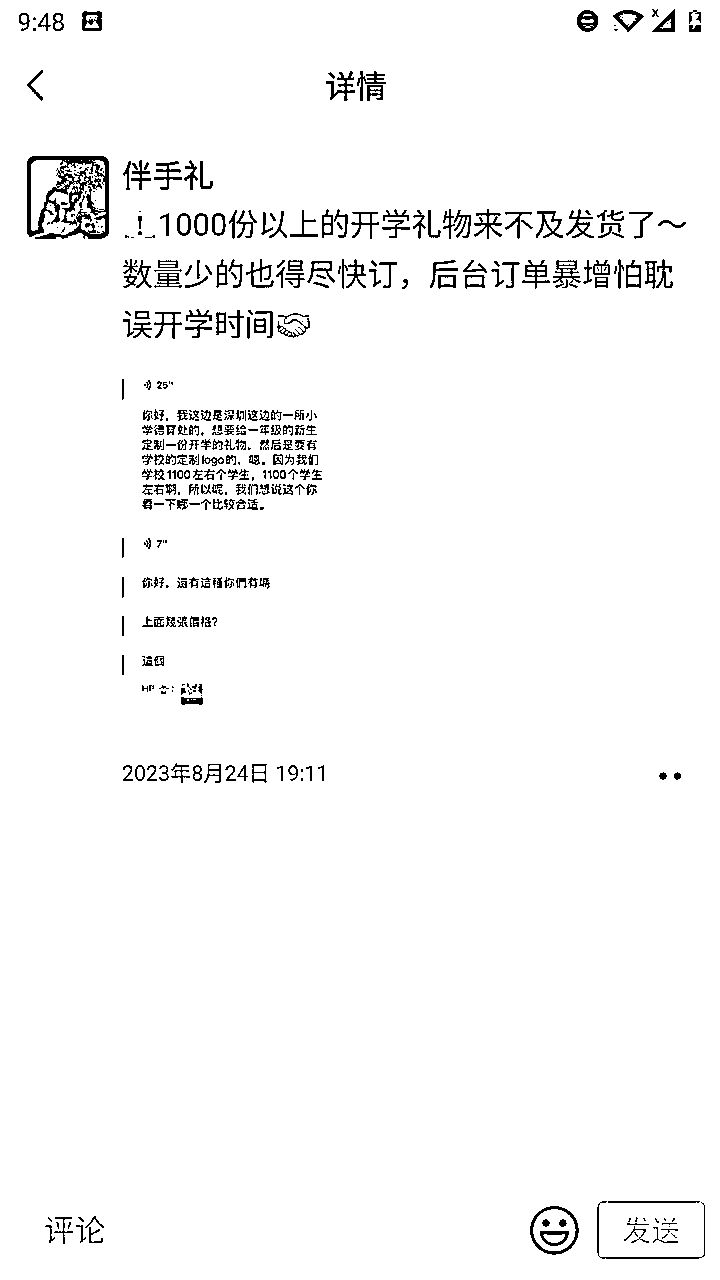 9:48
详情
伴手礼
1000份以上的开学礼物来不及发货了～
数量少的也得尽快订，后台订单暴增怕耽
误开学时间🤝
25"
你好，我这边是深圳这边的一所小
学德育处的，想要给一年级的新生
定制一份开学的礼物，然后是要有
学校的定制logo的，嗯。因为我们
学校1100左右个学生，1100个学生
左右啊，所以呢，我们想说这个你
看一下哪一个比较合适。
7"
你好，還有這種你們有嗎
上面幾張價格？
這個
2023年8月24日 19:11
评论
发送